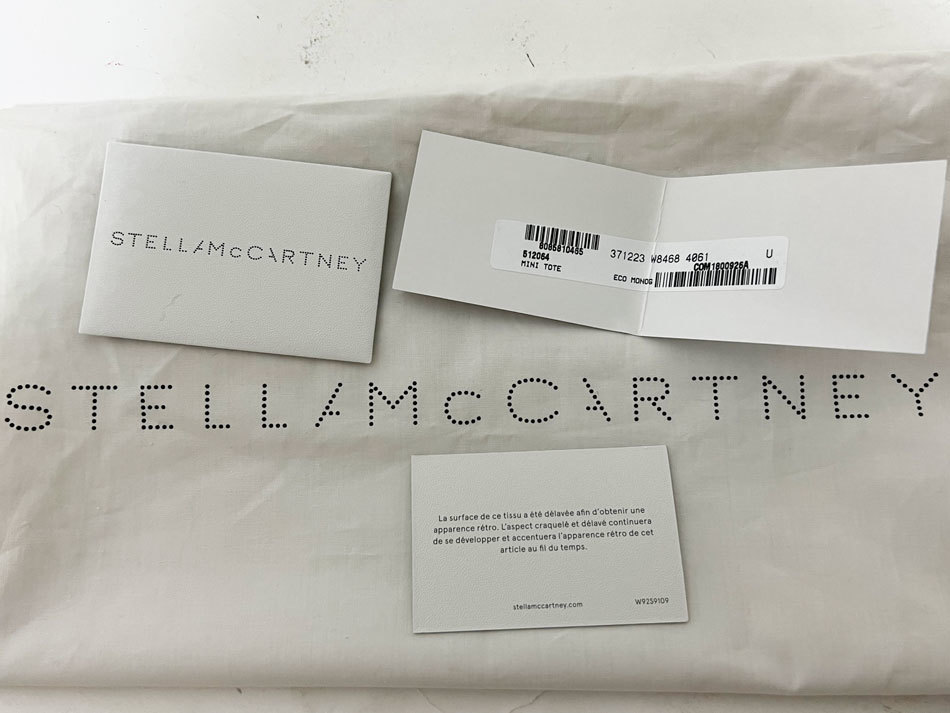 STELLAMcCARTNEY
8085810465
512064
MINI TOTE
371223 W8468 4061 U
COM1800926A
ECO MONOG
STELLAMcCARTNEY
La surface de ce tissu a été délavée afin d'obtenir une
apparence rétro. L'aspect craquelé et délavé continuera
de se développer et accentuera l'apparence rétro de cet
article au fil du temps.
stellamccartney.com
W9259109